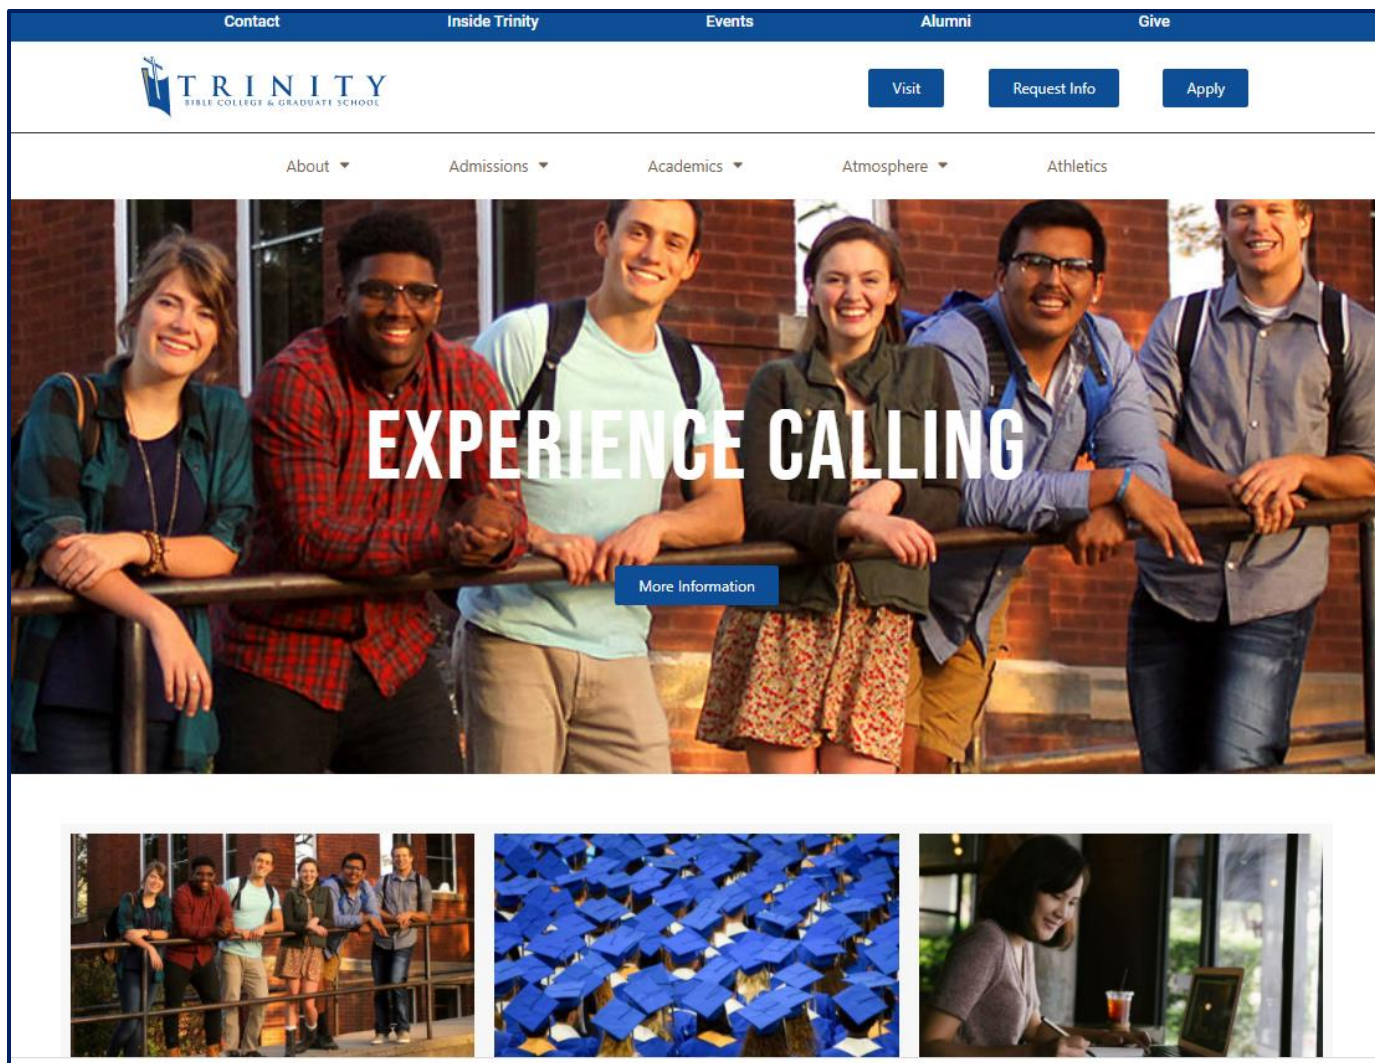 Contact Inside Trinity Events Alumni Give
TRINITY
BIBLE COLLEGE & GRADUATE SCHOOL
Visit Request Info Apply
About Admissions Academics Atmosphere Athletics
EXPERIENCE CALLING
More Information